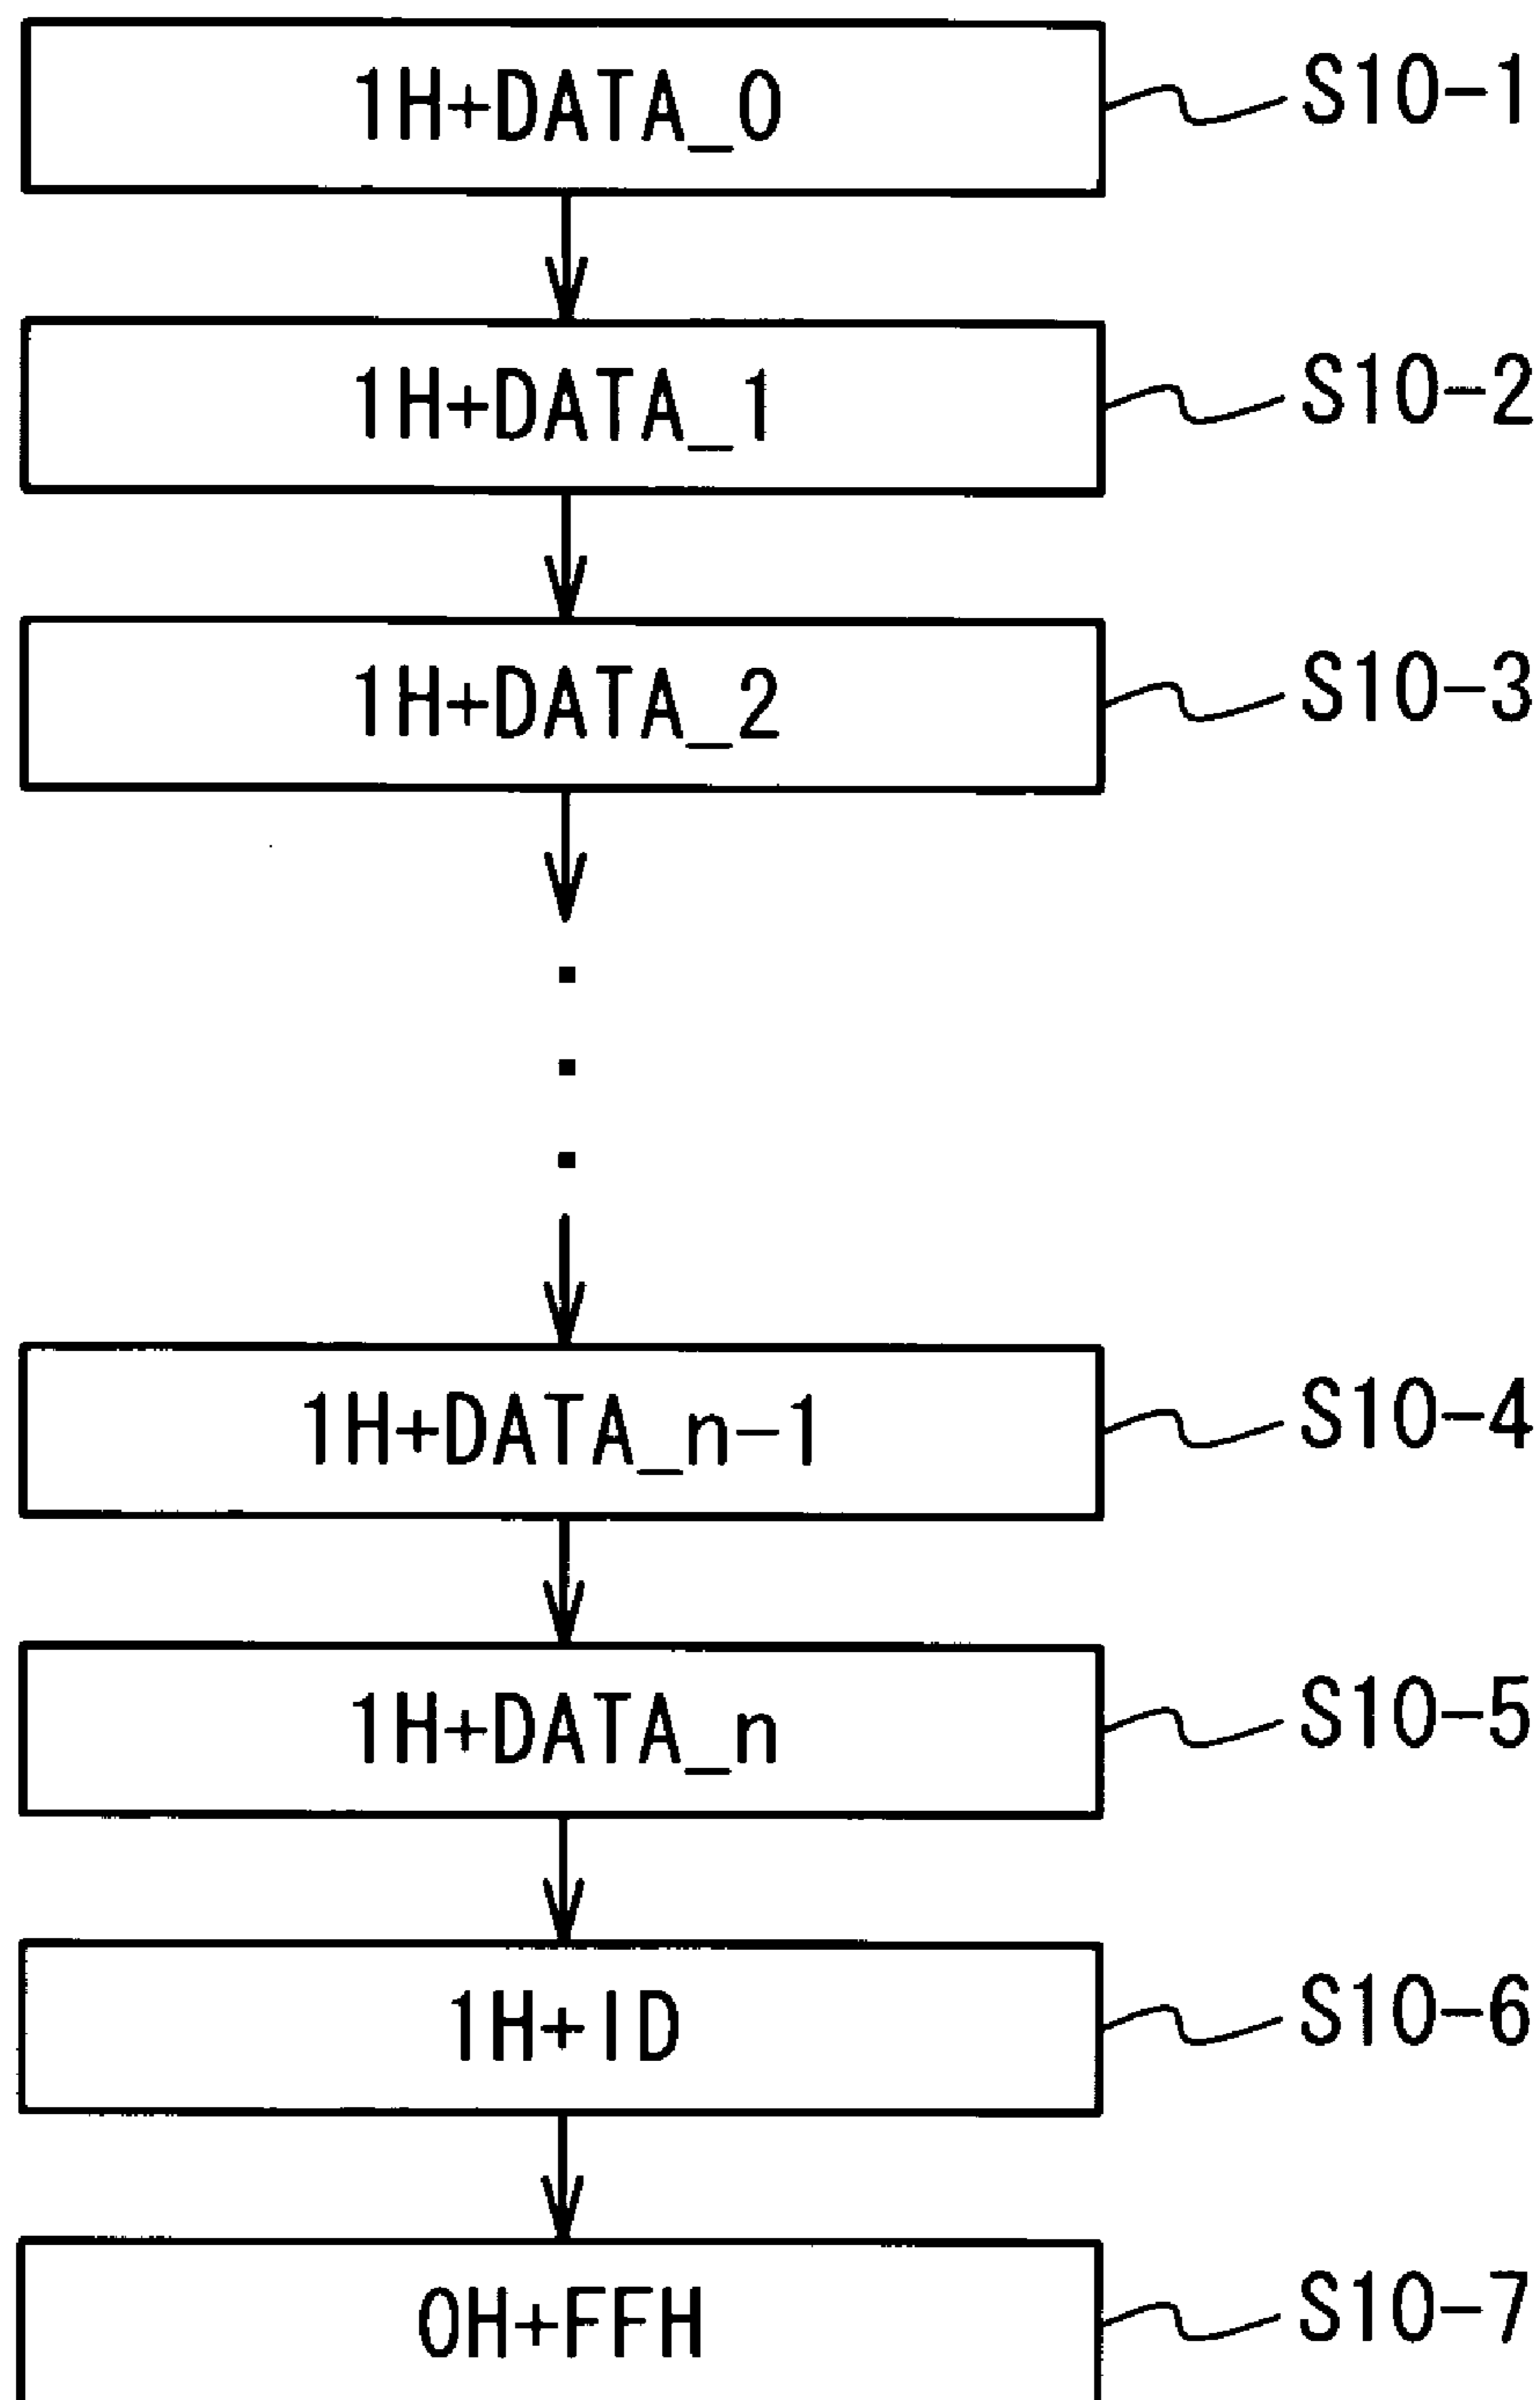 1H+DATA_0 S10-1
1H+DATA_1 S10-2
1H+DATA_2 S10-3
1H+DATA_n-1 S10-4
1H+DATA_n S10-5
1H+ID S10-6
0H+FFH S10-7